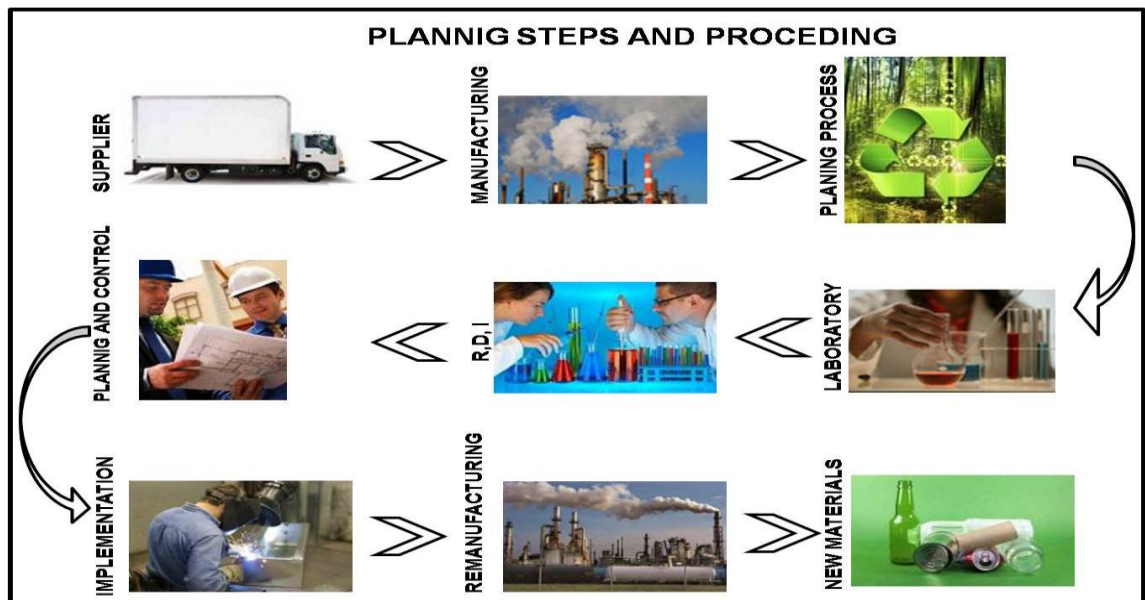 PLANNIG STEPS AND PROCEDING
SUPPLIER
MANUFACTURING
PLANING PROCESS
LABORATORY
R,D, I
PLANNIG AND CONTROL
IMPLEMENTATION
REMANUFACTURING
NEW MATERIALS